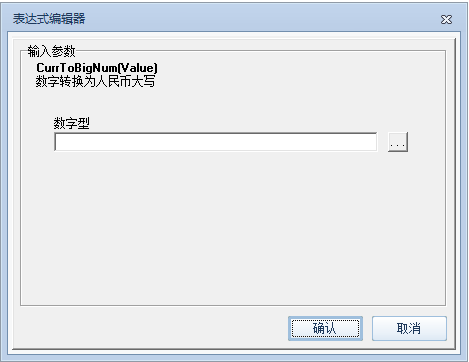 表达式编辑器
输入参数
CurrToBigNum(Value)
数字转换为人民币大写
数字型
...
确认
取消